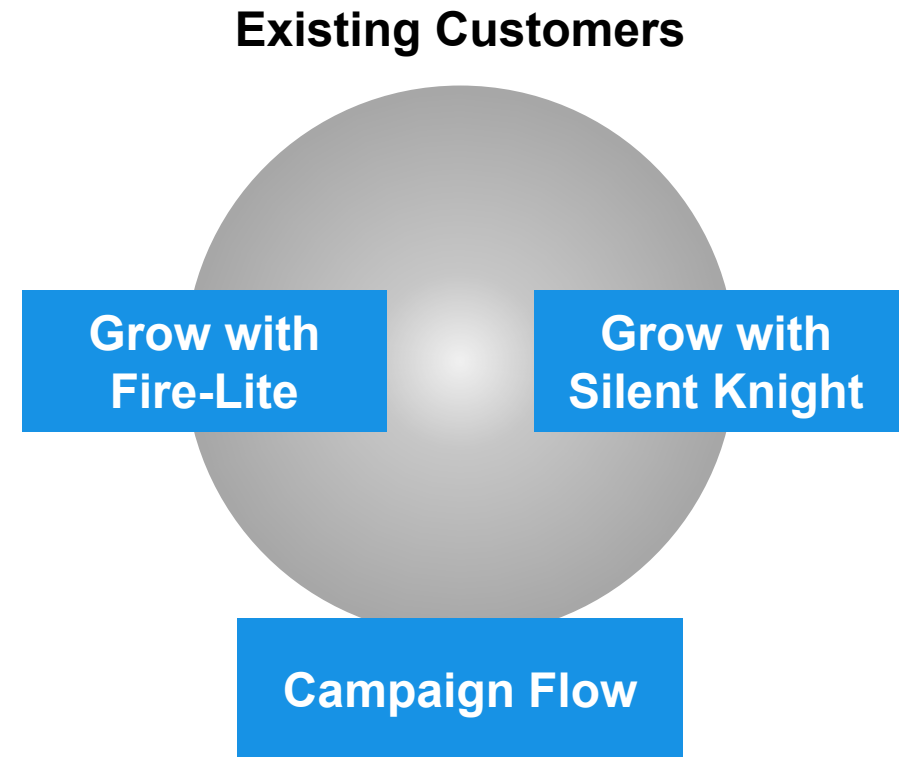 Existing Customers
Grow with
Fire-Lite
Grow with
Silent Knight
Campaign Flow